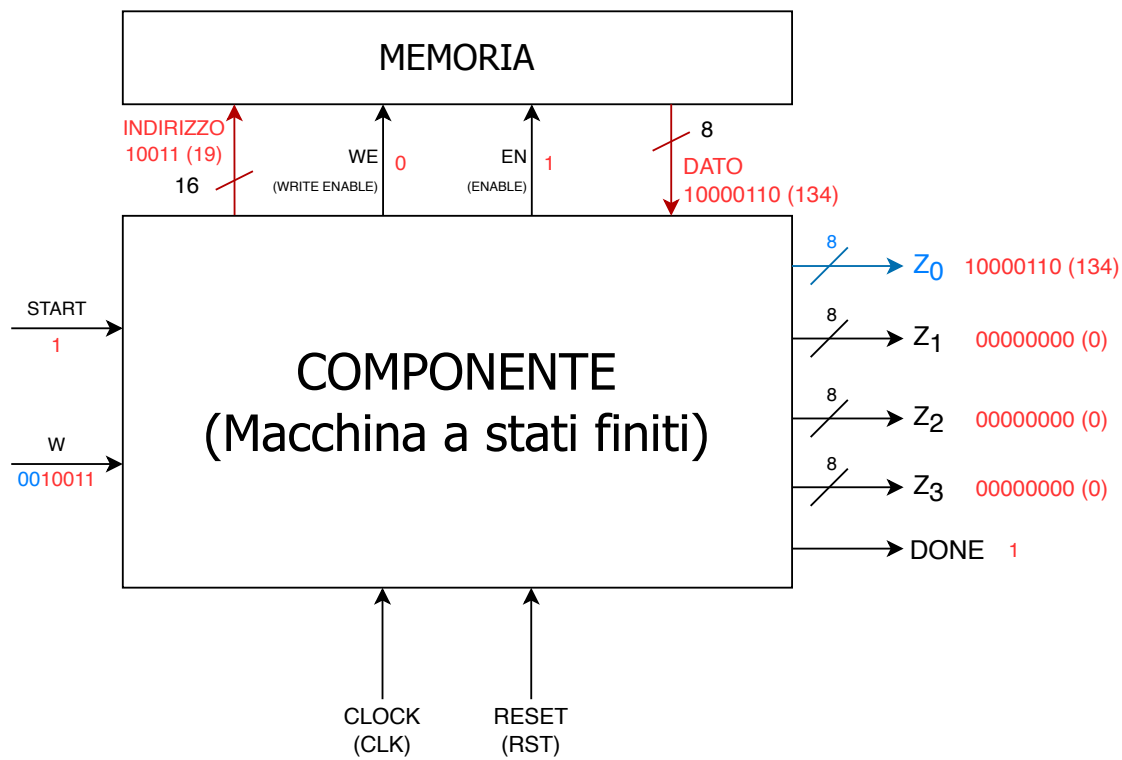 MEMORIA
INDIRIZZO
10011 (19)
16
WE
(WRITE ENABLE)
0
EN
(ENABLE)
1
8
DATO
10000110 (134)
START
1
W
0010011
COMPONENTE
(Macchina a stati finiti)
8
Z0 10000110 (134)
8
Z1 00000000 (0)
8
Z2 00000000 (0)
8
Z3 00000000 (0)
DONE 1
CLOCK
(CLK)
RESET
(RST)